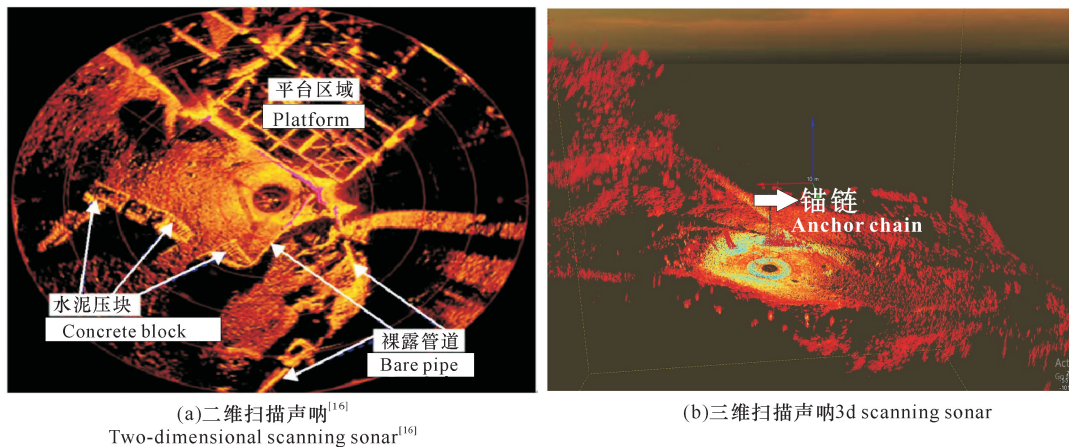 平台区域
Platform
水泥压块
Concrete block
裸露管道
Bare pipe
(a)二维扫描声呐[16]
Two-dimensional scanning sonar[16]
10 m
锚链
Anchor chain
Act
(b)三维扫描声呐3d scanning sonar